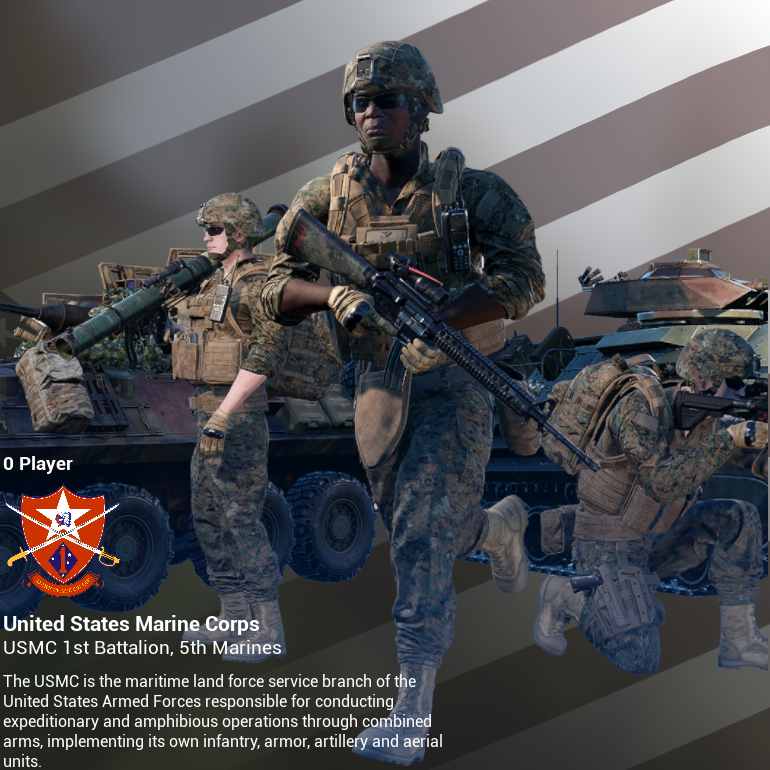 0 Player
United States Marine Corps
USMC 1st Battalion, 5th Marines
The USMC is the maritime land force service branch of the
United States Armed Forces responsible for conducting
expeditionary and amphibious operations through combined
arms, implementing its own infantry, armor, artillery and aerial
units.